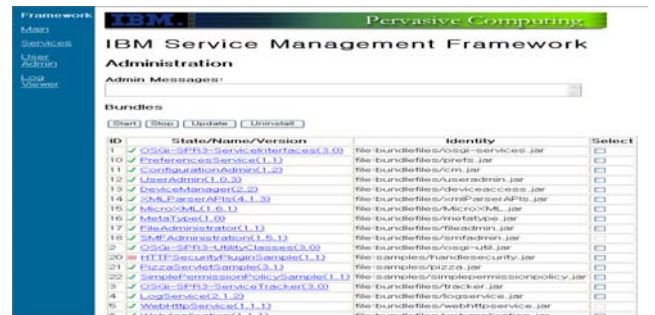 Framework
Main
Services
User
Admin
Log
Viewer
IBM. Pervasive Computing
IBM Service Management Framework
Administration
Admin Messages:
Bundles
Start Stop Update Uninstall
ID State/Name/Version Identity Select
1 OSGi-SPR3-ServiceInterfaces(3.0) file:bundlefiles/osgi-services.jar
10 PreferencesService(1.1) file:bundlefiles/prefs.jar
11 ConfigurationAdmin(1.2) file:bundlefiles/cm.jar
12 UserAdmin(1.0.3) file:bundlefiles/useradmin.jar
13 DeviceManager(2.2) file:bundlefiles/deviceaccess.jar
14 XMLParserAPIs(4.1.3) file:bundlefiles/xmlParserAPIs.jar
15 MicroXML(1.6.1) file:bundlefiles/MicroXML.jar
16 MetaType(1.0) file:bundlefiles/metatype.jar
17 FileAdministrator(1.1) file:bundlefiles/fileadmin.jar
18 SMFAdministration(1.5.1) file:bundlefiles/smfadmin.jar
2 OSGi-SPR3-UtilityClasses(3.0) file:bundlefiles/osgi-util.jar
20 HTTPSecurityPluginSample(1.1) file:samples/handlesecurity.jar
21 PizzaServletSample(3.1) file:samples/pizza.jar
22 SimplePermissionPolicySample(1.1) file:samples/simplepermissionpolicy.jar
3 OSGi-SPR3-ServiceTracker(3.0) file:bundlefiles/tracker.jar
4 LogService(2.1.2) file:bundlefiles/logservice.jar
5 WebHttpService(1.1.1) file:bundlefiles/webhttpservice.jar